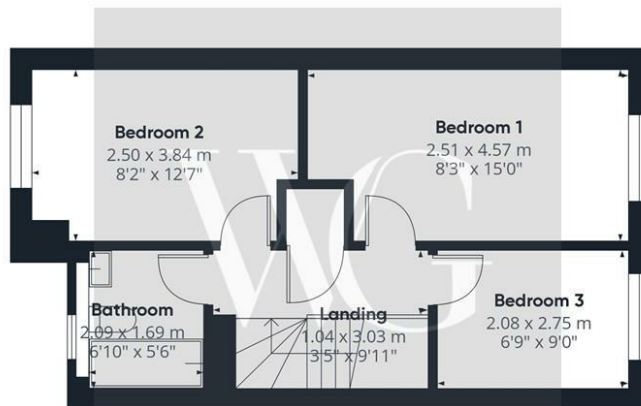 Bedroom 2
2.50 x 3.84 m
8'2" x 12'7"
Bedroom 1
2.51 x 4.57 m
8'3" x 15'0"
WG
Bathroom
2.09 x 1.69 m
6'10" x 5'6"
Landing
1.04 x 3.03 m
3'5" x 9'11"
Bedroom 3
2.08 x 2.75 m
6'9" x 9'0"